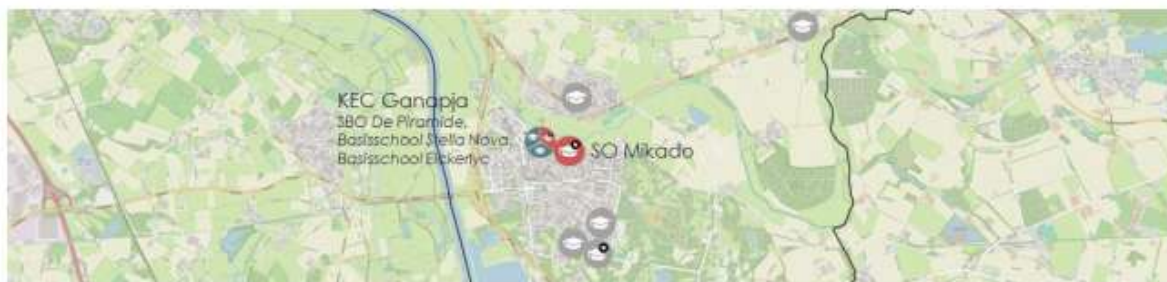 KEC Ganapja
SBO De Piramide,
Basisschool Stella Nova,
Basisschool Elckerlyc
SO Mikado